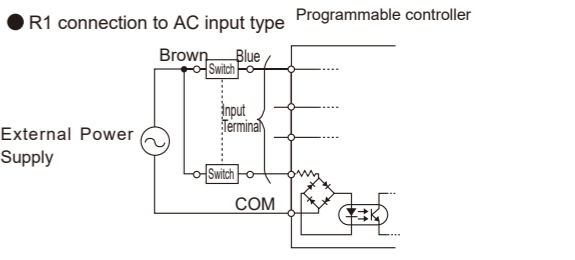 ● R1 connection to AC input type
Programmable controller
Brown
Blue
Switch
Input
Terminal
External Power
Supply
Switch
COM